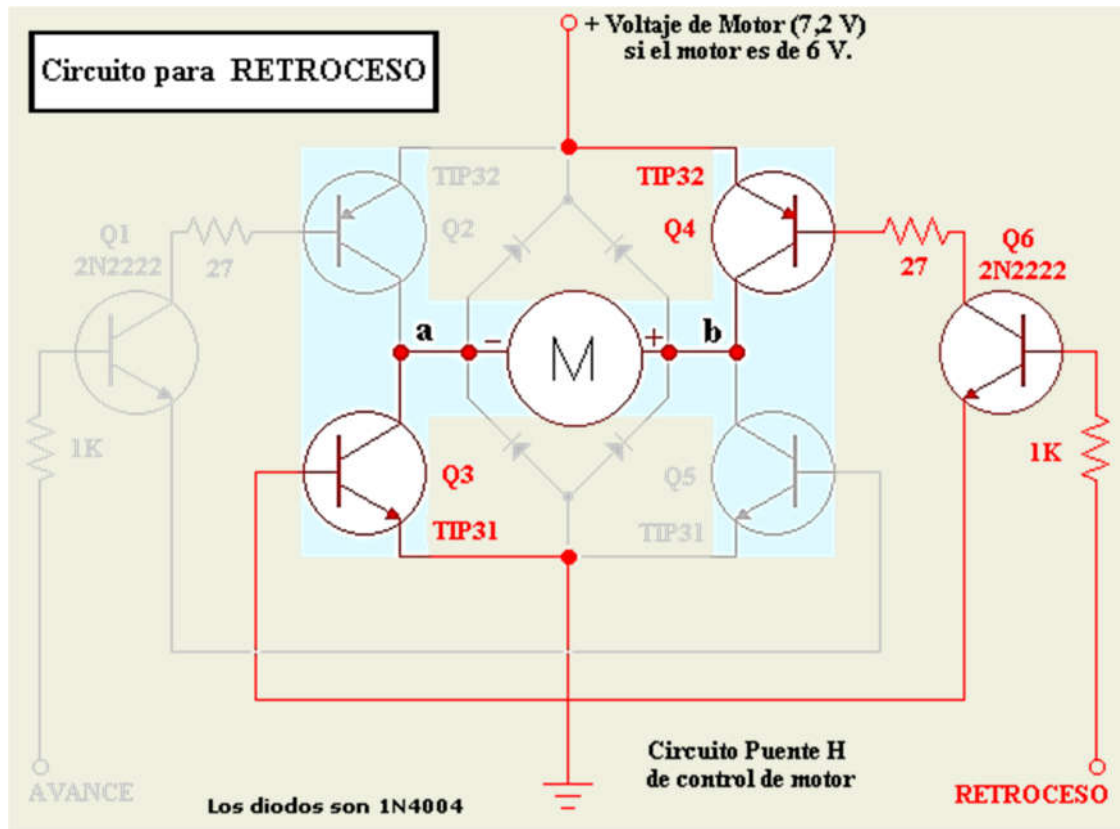 + Voltaje de Motor (7,2 V)
si el motor es de 6 V.
Circuito para RETROCESO
TIP32
TIP32
Q1
2N2222
27
Q2
Q4
27
Q6
2N2222
a
−
M
+
b
1K
Q3
Q5
1K
TIP31
TIP31
Circuito Puente H
de control de motor
AVANCE
Los diodos son 1N4004
RETROCESO